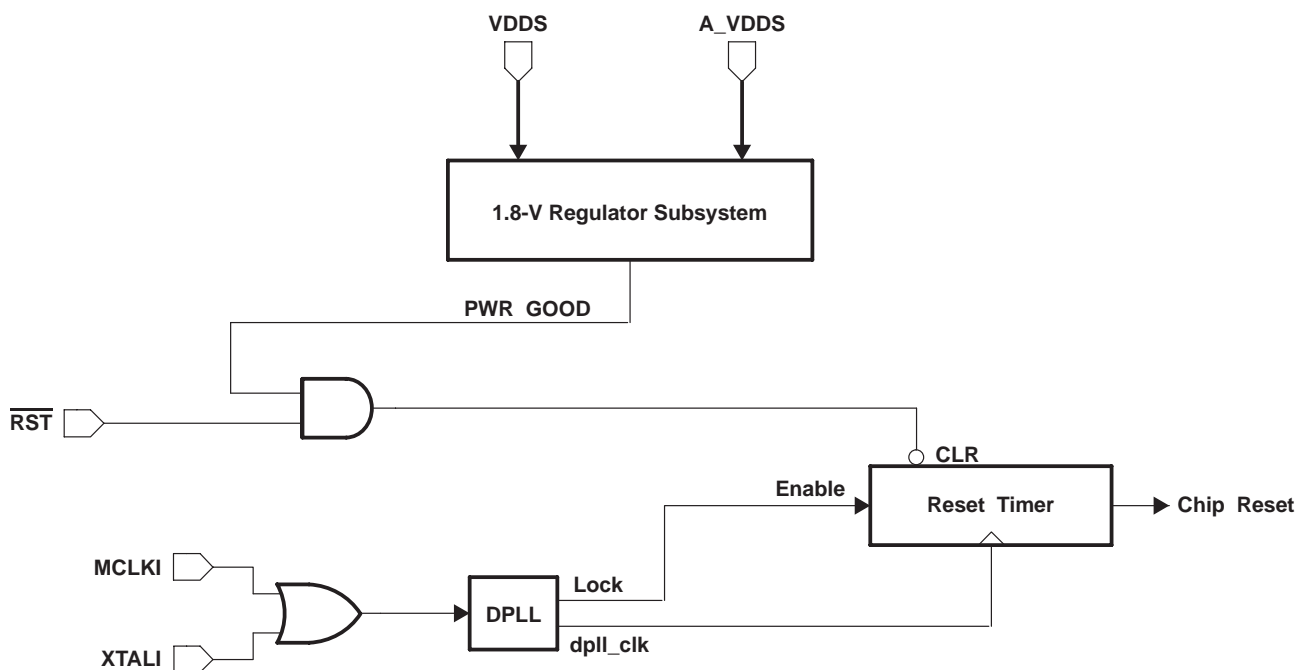 VDDS
A_VDDS
1.8-V Regulator Subsystem
PWR GOOD
RST
CLR
Enable
Reset Timer
Chip Reset
MCLKI
Lock
DPLL
dpll_clk
XTALI